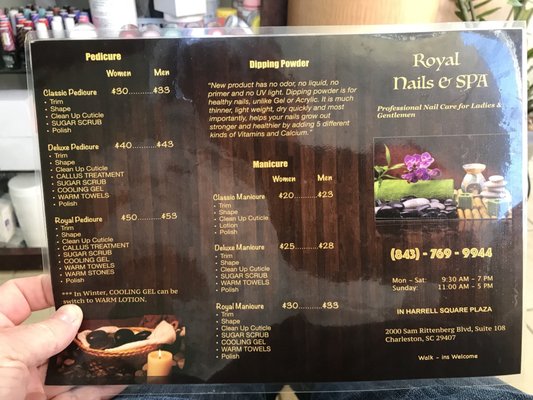 Pedicure
Women Men
Classic Pedicure $30..........$33
• Trim
• Shape
• Clean Up Cuticle
• SUGAR SCRUB
• Polish
Deluxe Pedicure $40..........$43
• Trim
• Shape
• Clean Up Cuticle
• CALLUS TREATMENT
• SUGAR SCRUB
• COOLING GEL
• WARM TOWELS
• Polish
Royal Pedicure $50..........$53
• Trim
• Shape
• Clean Up Cuticle
• CALLUS TREATMENT
• SUGAR SCRUB
• COOLING GEL
• WARM TOWELS
• WARM STONES
• Polish
*** In Winter, COOLING GEL can be
switch to WARM LOTION.
Dipping Powder
"New product has no odor, no liquid, no
primer and no UV light. Dipping powder is for
healthy nails, unlike Gel or Acrylic. It is much
thinner, light weight, dry quickly and most
importantly, helps your nails grow out
stronger and healthier by adding 5 different
kinds of Vitamins and Calcium."
Manicure
Women Men
Classic Manicure $20..........$23
• Trim
• Shape
• Clean Up Cuticle
• Lotion
• Polish
Deluxe Manicure $25..........$28
• Trim
• Shape
• Clean Up Cuticle
• SUGAR SCRUB
• WARM TOWELS
• Polish
Royal Manicure $30..........$33
• Trim
• Shape
• Clean Up Cuticle
• SUGAR SCRUB
• COOLING GEL
• WARM TOWELS
• Polish
Royal
Nails & SPA
Professional Nail Care for Ladies &
Gentlemen
(843) - 769 - 9944
Mon - Sat: 9:30 AM - 7 PM
Sunday: 11:00 AM - 5 PM
IN HARRELL SQUARE PLAZA
2000 Sam Rittenberg Blvd, Suite 108
Charleston, SC 29407
Walk - ins Welcome